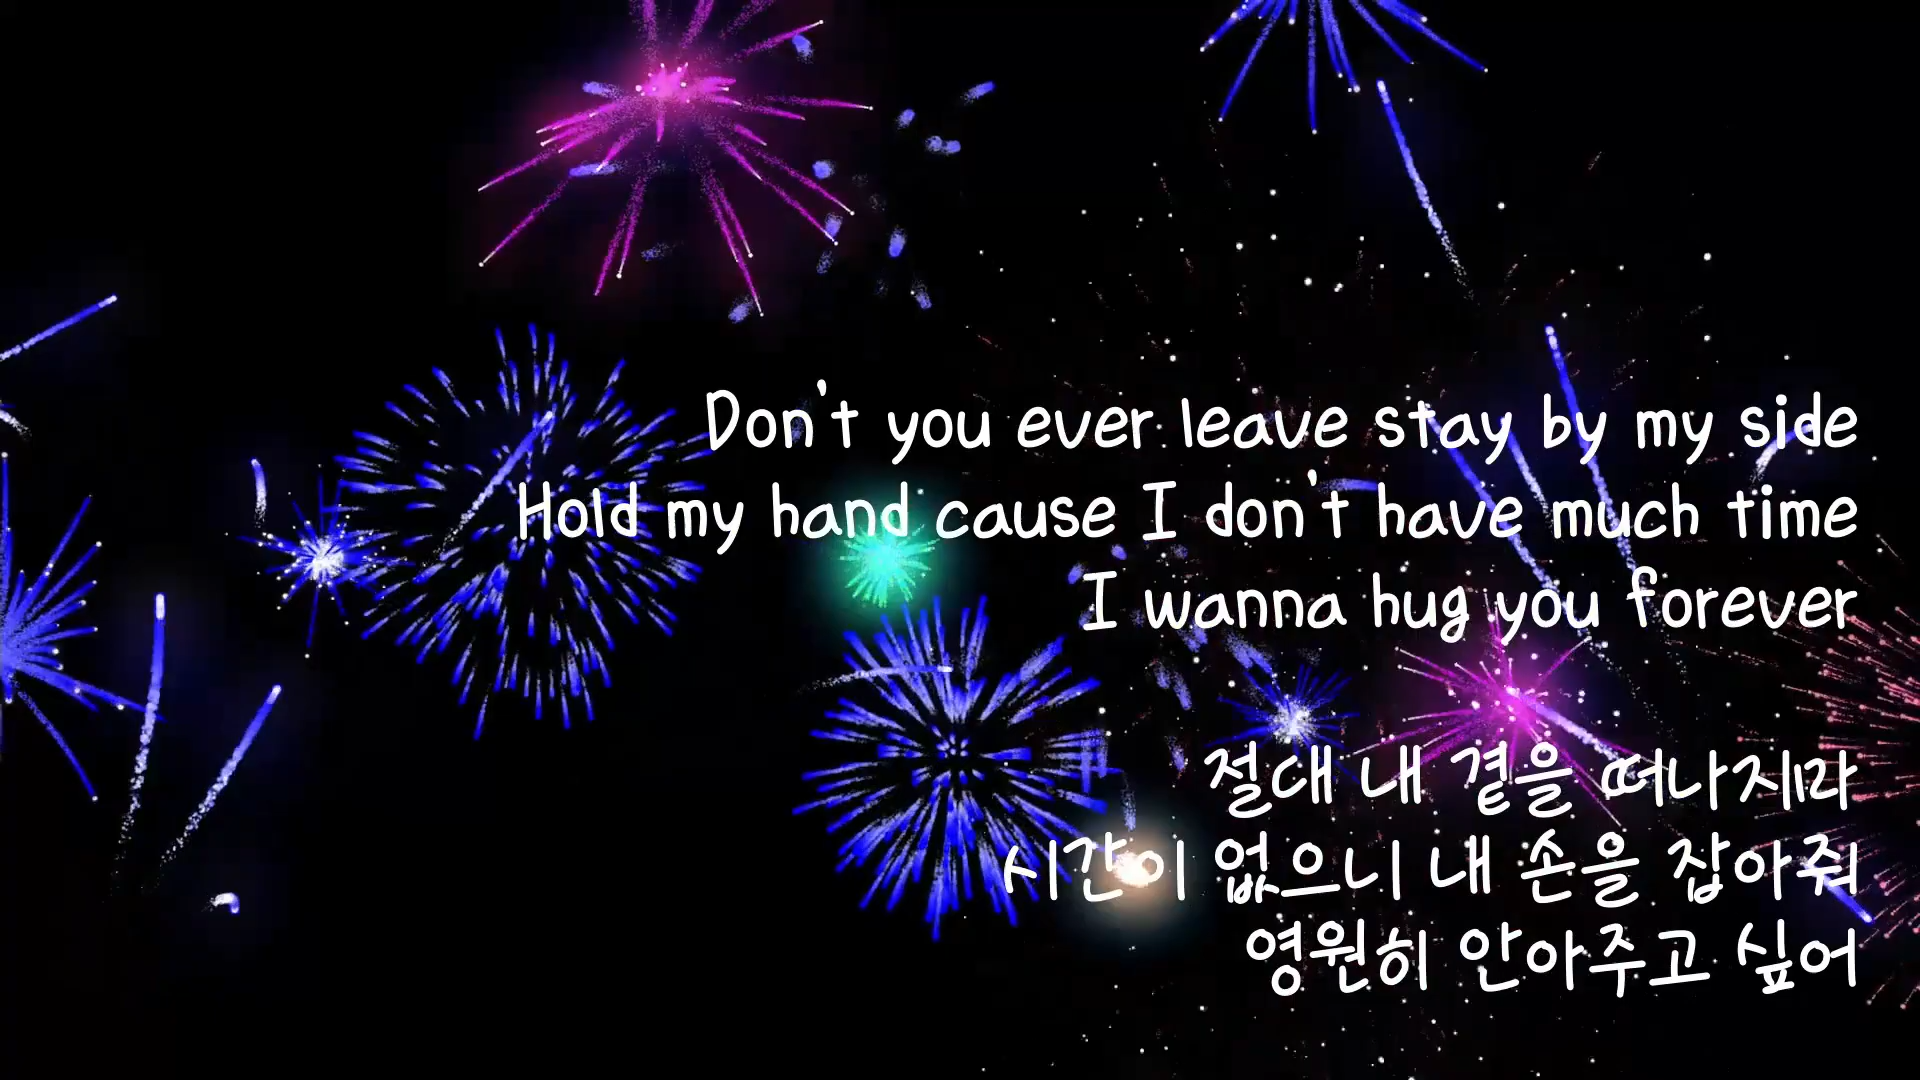 Don't you ever leave stay by my side
Hold my hand cause I don't have much time
I wanna hug you forever
절대 내 곁을 떠나지마라
시간이 없으니 내 손을 잡아줘
영원히 안아주고 싶어